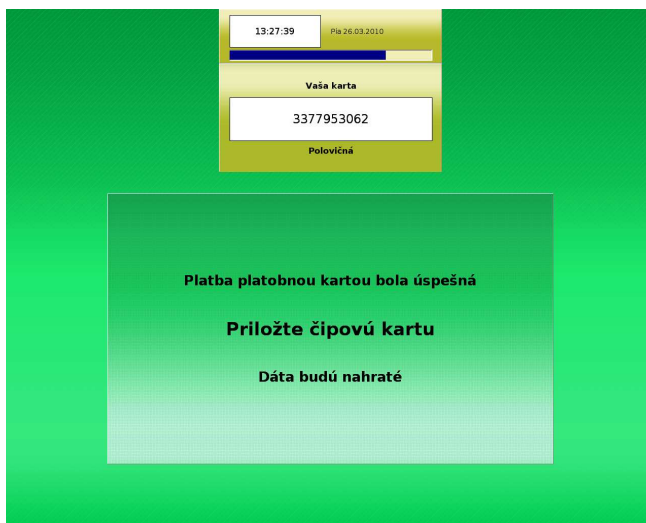 13:27:39 Pia 26.03.2010
Vaša karta
3377953062
Polovičná
Platba platobnou kartou bola úspešná
Priložte čipovú kartu
Dáta budú nahraté